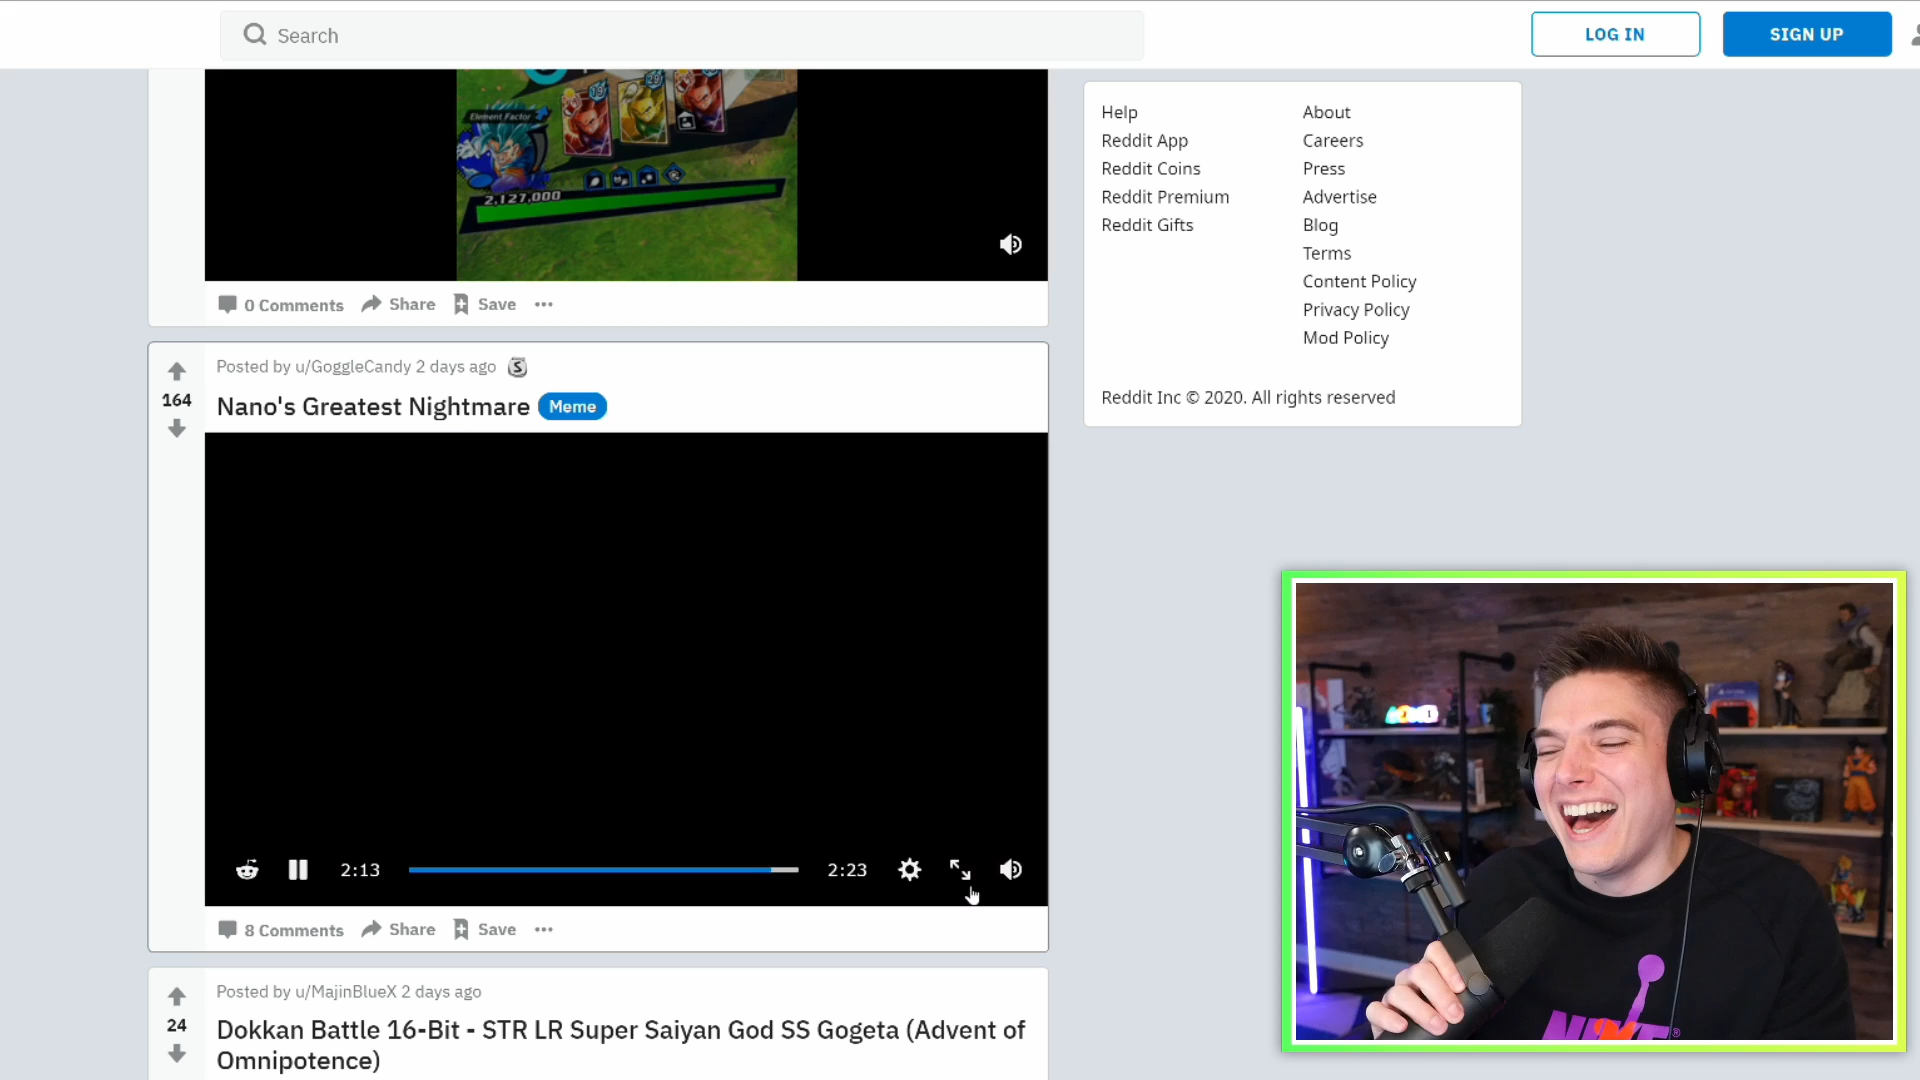 Search
LOG IN
SIGN UP
Element Factor
2,127,000
0 Comments
Share
Save
Posted by u/GoggleCandy 2 days ago
164
Nano's Greatest Nightmare
Meme
2:13
2:23
8 Comments
Share
Save
Posted by u/MajinBlueX 2 days ago
24
Dokkan Battle 16-Bit - STR LR Super Saiyan God SS Gogeta (Advent of
Omnipotence)
Help
Reddit App
Reddit Coins
Reddit Premium
Reddit Gifts
About
Careers
Press
Advertise
Blog
Terms
Content Policy
Privacy Policy
Mod Policy
Reddit Inc © 2020. All rights reserved